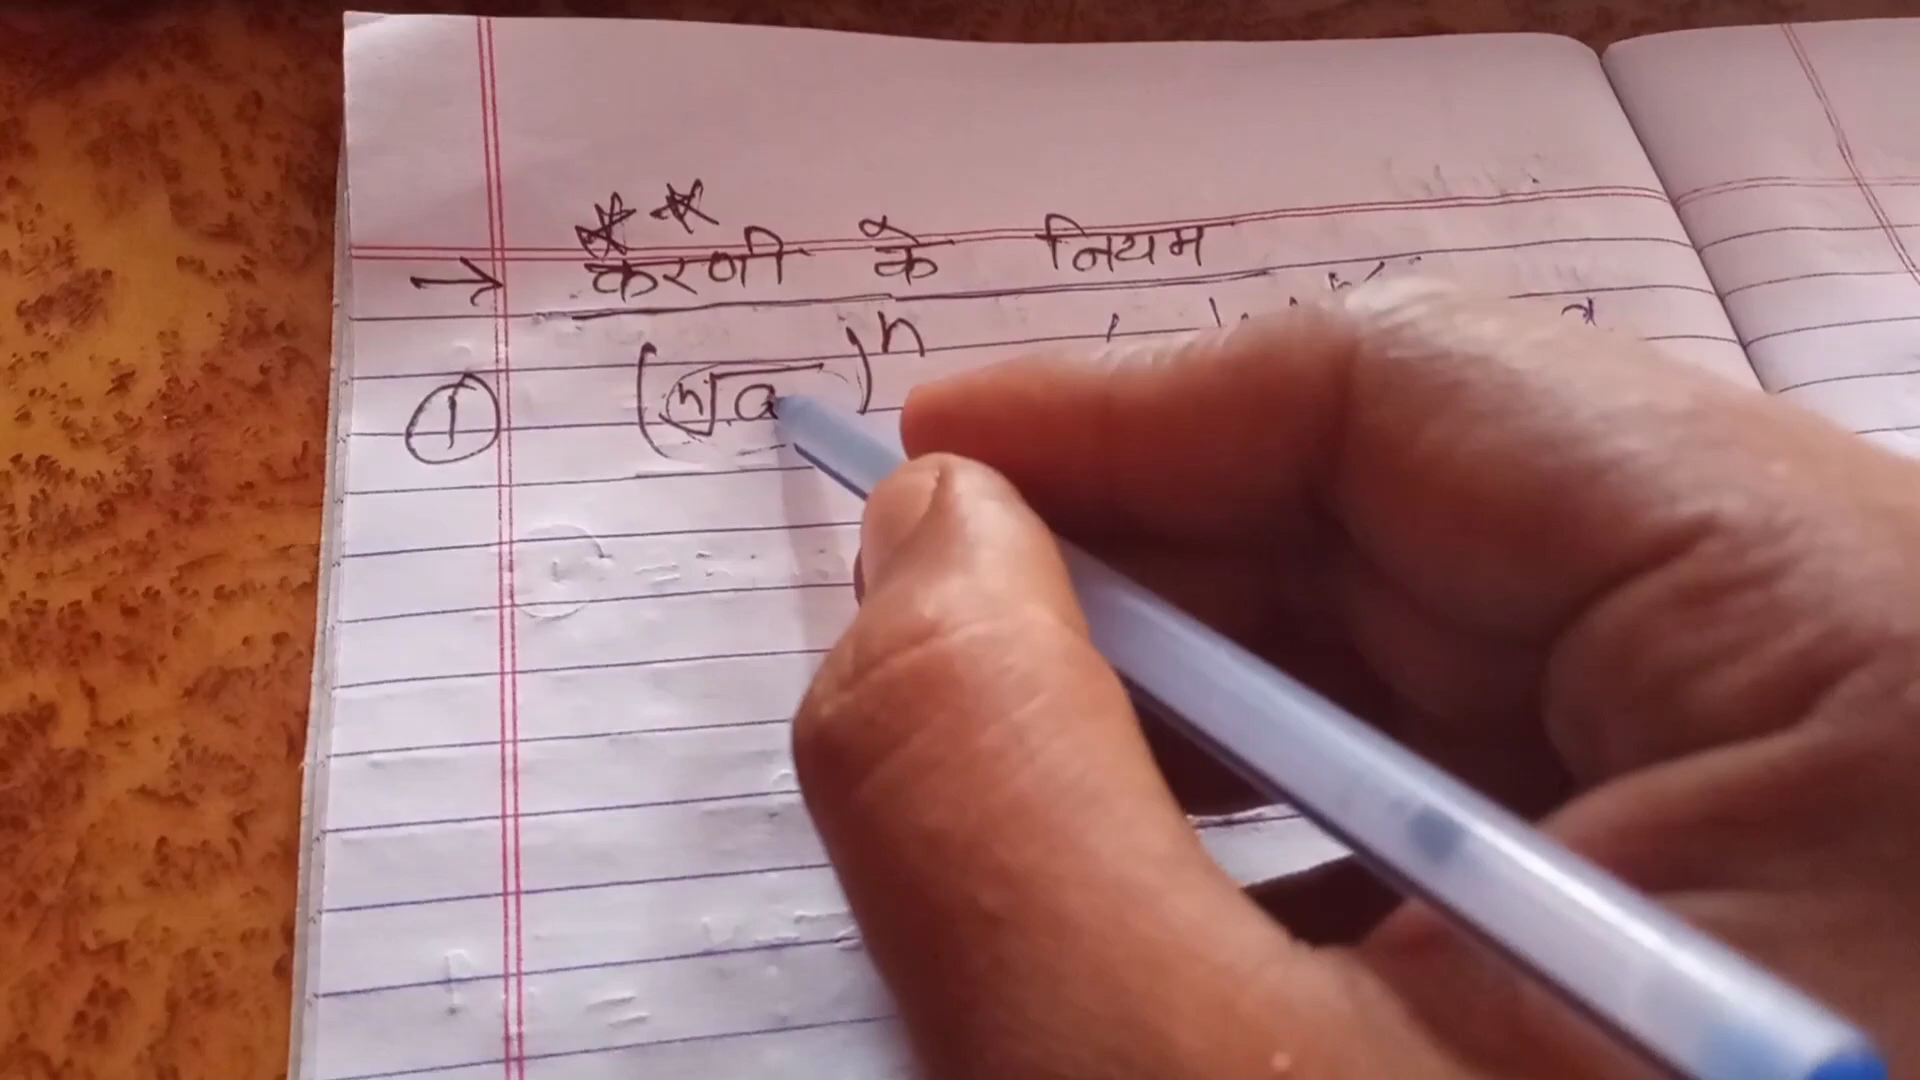 → करणी के नियम
① (ⁿ√a)ⁿ